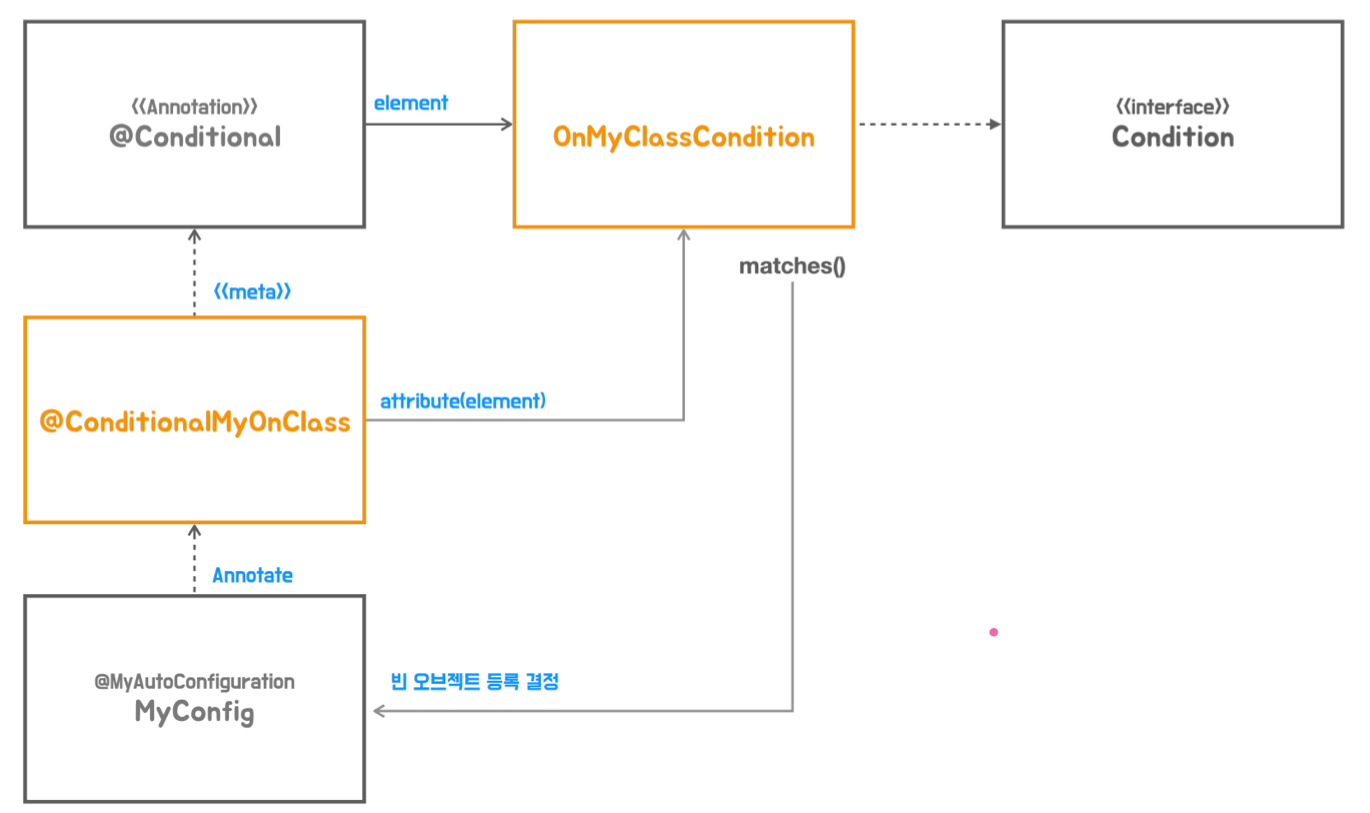 <<Annotation>>
@Conditional
element
OnMyClassCondition
<<interface>>
Condition
matches()
<<meta>>
@ConditionalMyOnClass
attribute(element)
Annotate
@MyAutoConfiguration
MyConfig
빈 오브젝트 등록 결정